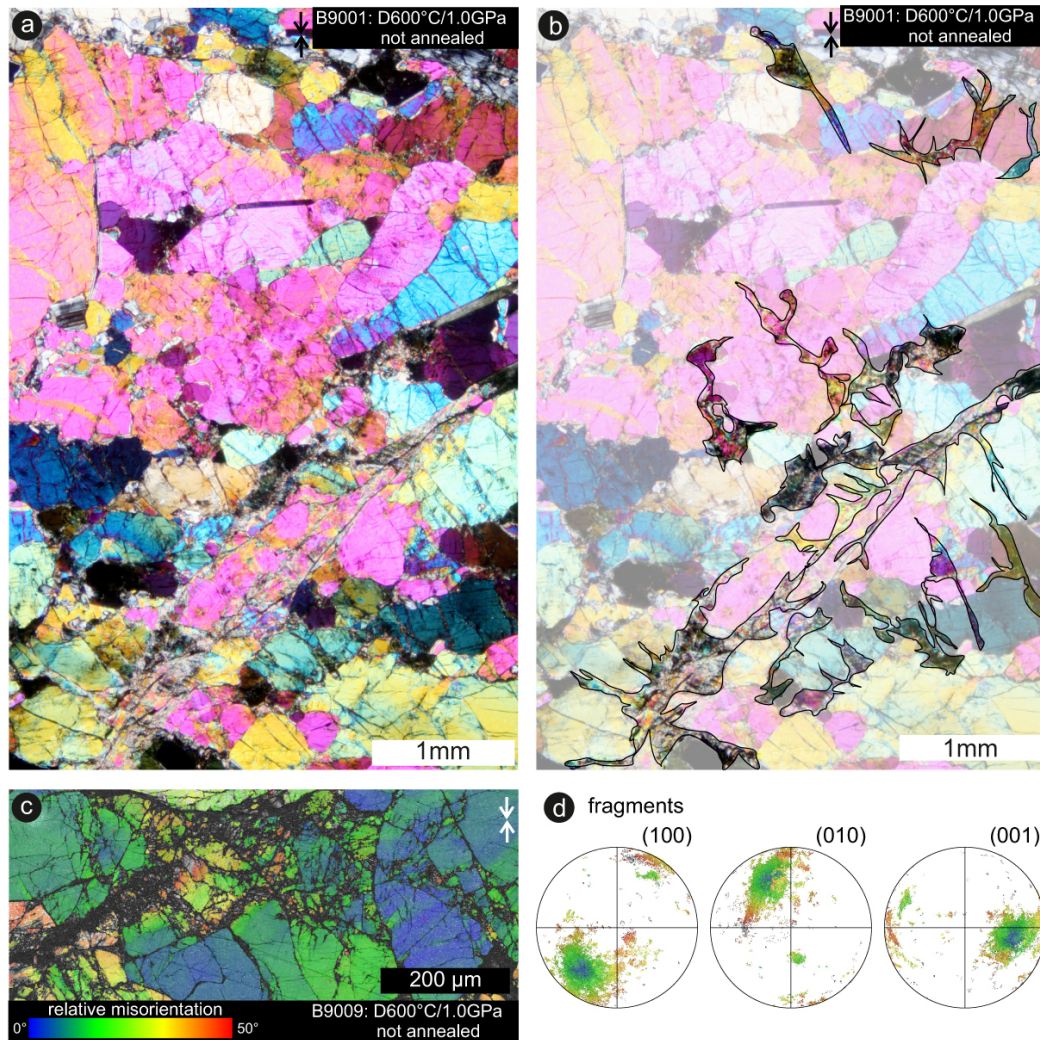 a
B9001: D600°C/1.0GPa
not annealed
1mm
b
B9001: D600°C/1.0GPa
not annealed
1mm
c
200 µm
relative misorientation
0°
50°
B9009: D600°C/1.0GPa
not annealed
d
fragments
(100)
(010)
(001)